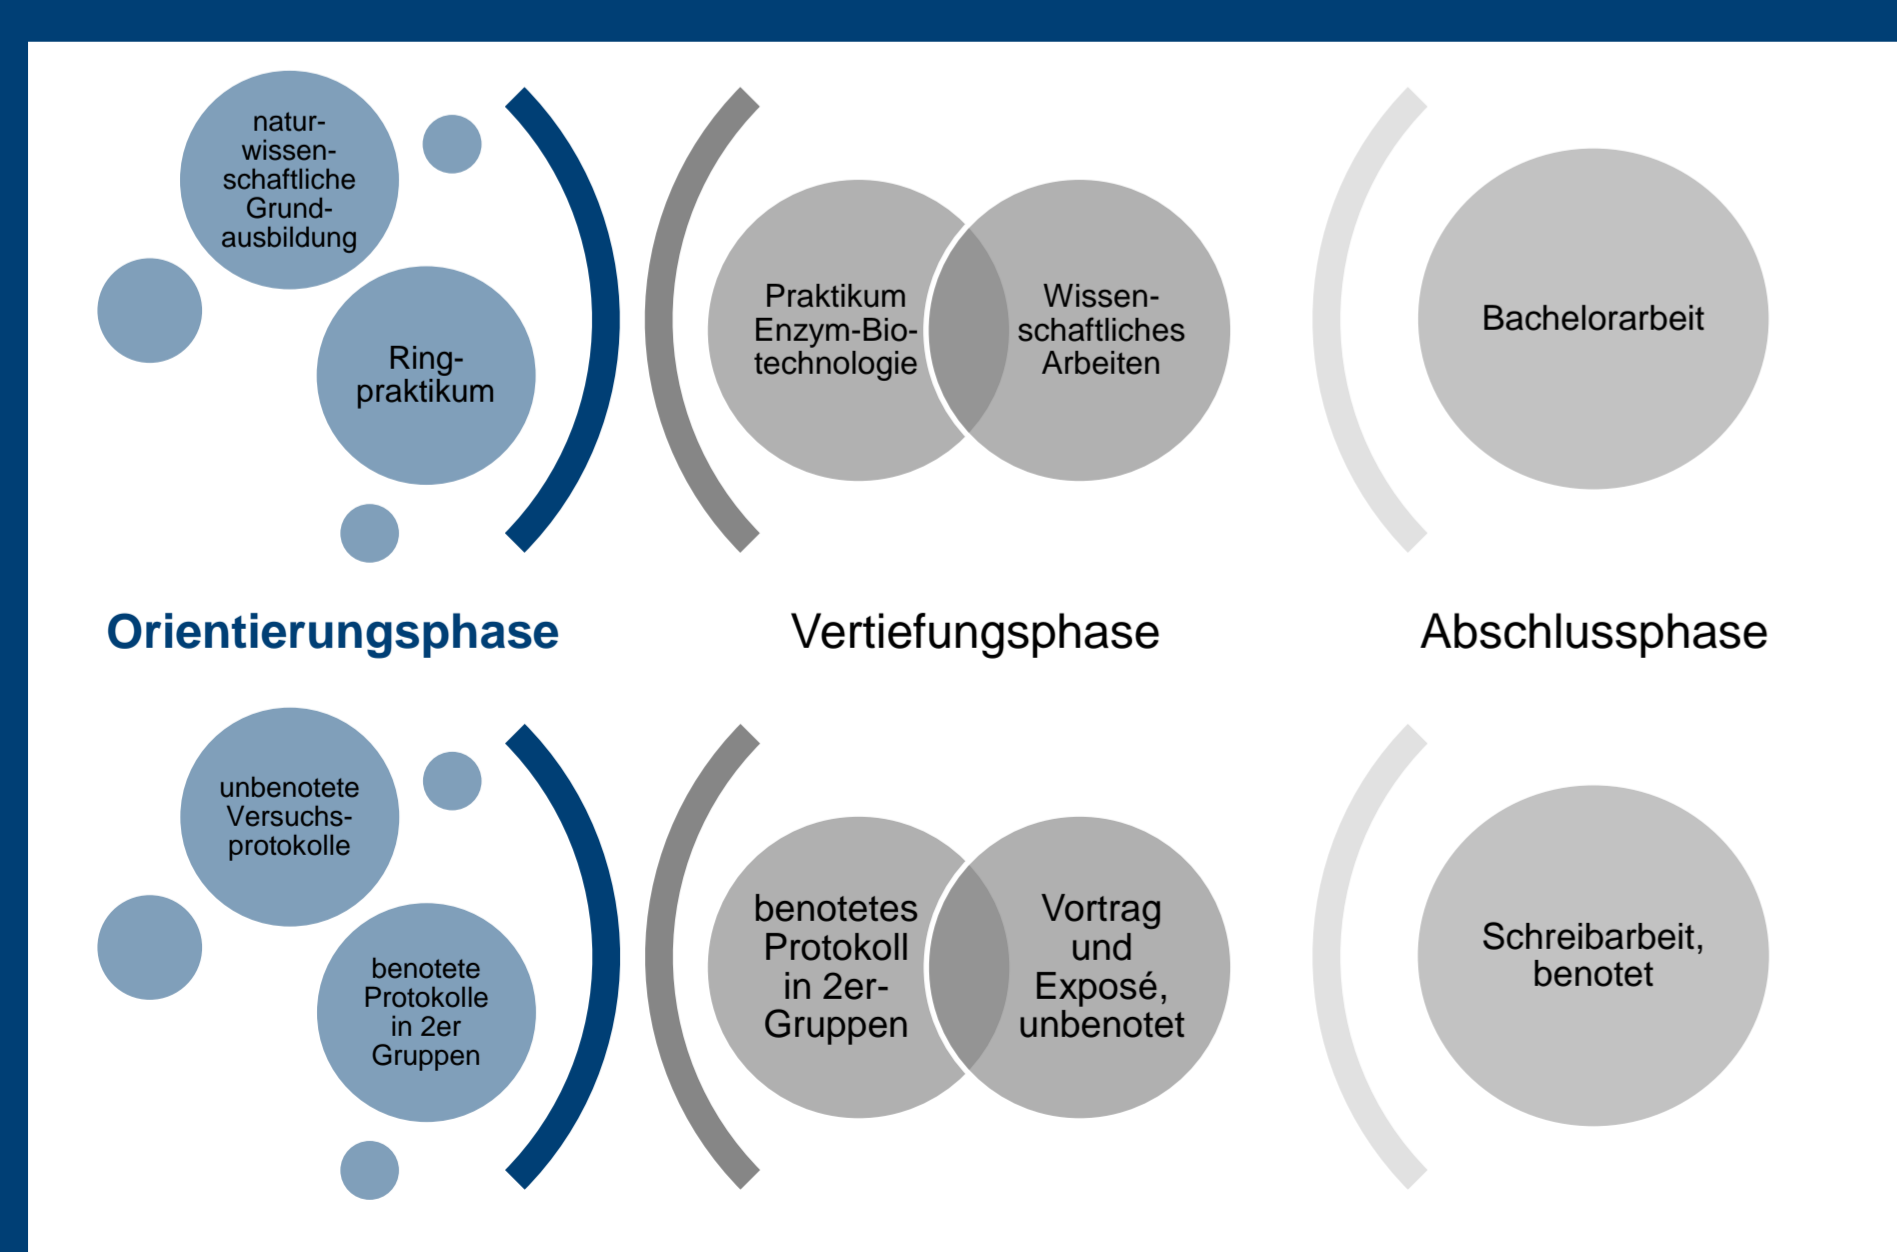 natur-
wissen-
schaftliche
Grund-
ausbildung
Ring-
praktikum
Praktikum
Enzym-Bio-
technologie
Wissen-
schaftliches
Arbeiten
Bachelorarbeit
Orientierungsphase
Vertiefungsphase
Abschlussphase
unbenotete
Versuchs-
protokolle
benotete
Protokolle
in 2er
Gruppen
benotetes
Protokoll
in 2er-
Gruppen
Vortrag
und
Exposé,
unbenotet
Schreibarbeit,
benotet